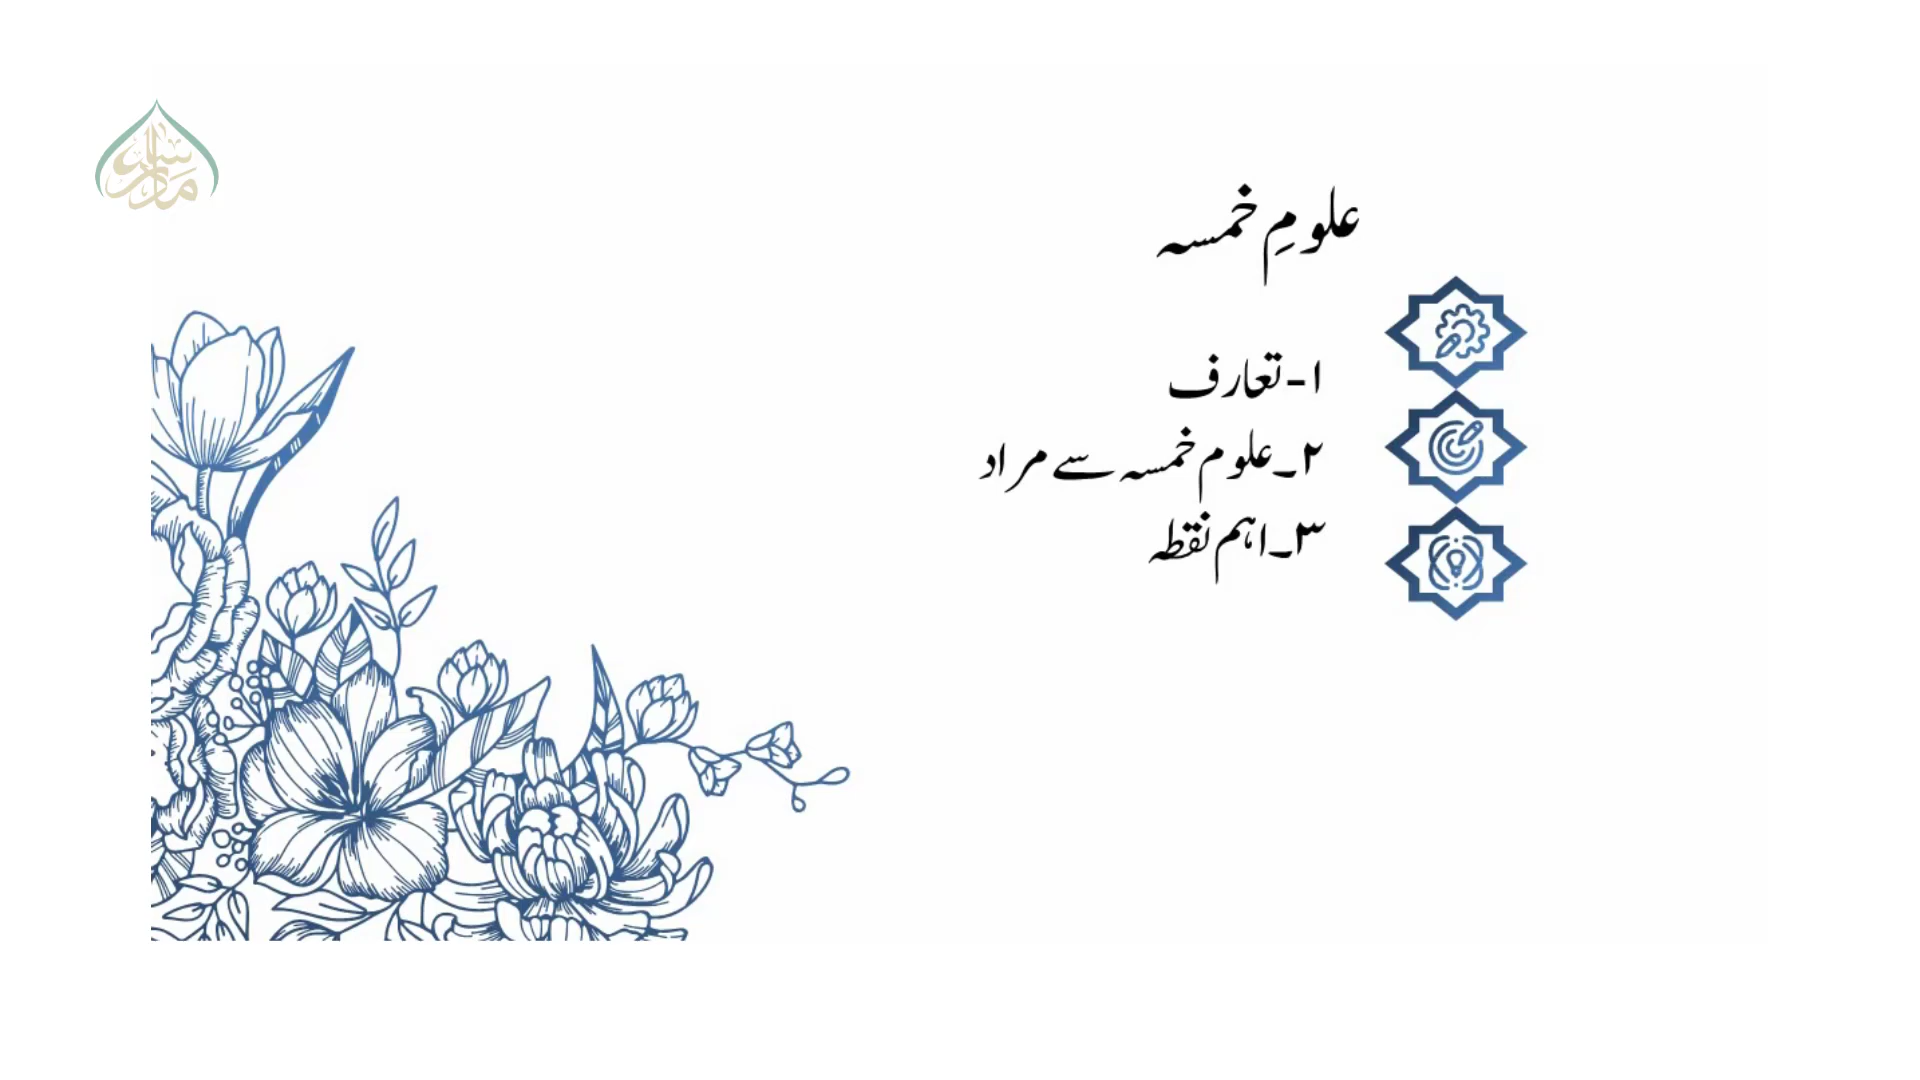 علومِ خمسہ
۱-تعارف
۲۔علوم خمسہ سے مراد
۳۔اہم نقطہ